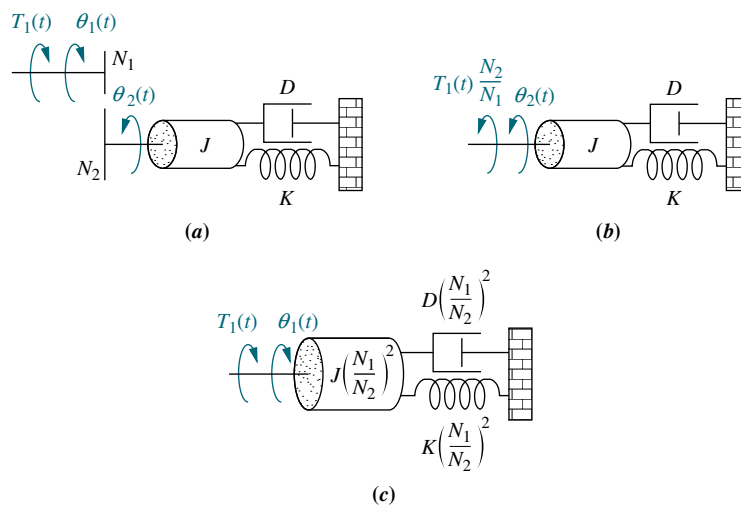 T₁(t) θ₁(t)
N₁
θ₂(t)
N₂
J
D
K
(a)
T₁(t) N₂/N₁ θ₂(t)
J
D
K
(b)
T₁(t) θ₁(t)
J(N₁/N₂)²
D(N₁/N₂)²
K(N₁/N₂)²
(c)